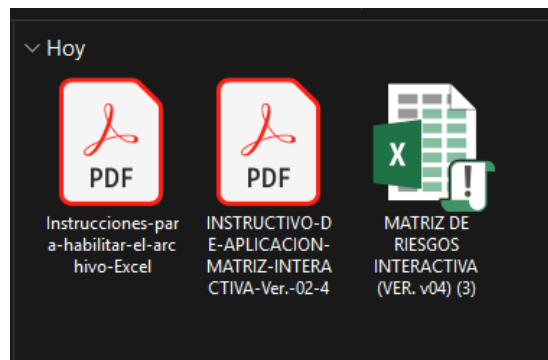 Hoy
PDF
Instrucciones-par
a-habilitar-el-arc
hivo-Excel
PDF
INSTRUCTIVO-D
E-APLICACION-
MATRIZ-INTERA
CTIVA-Ver.-02-4
X
MATRIZ DE
RIESGOS
INTERACTIVA
(VER. v04) (3)